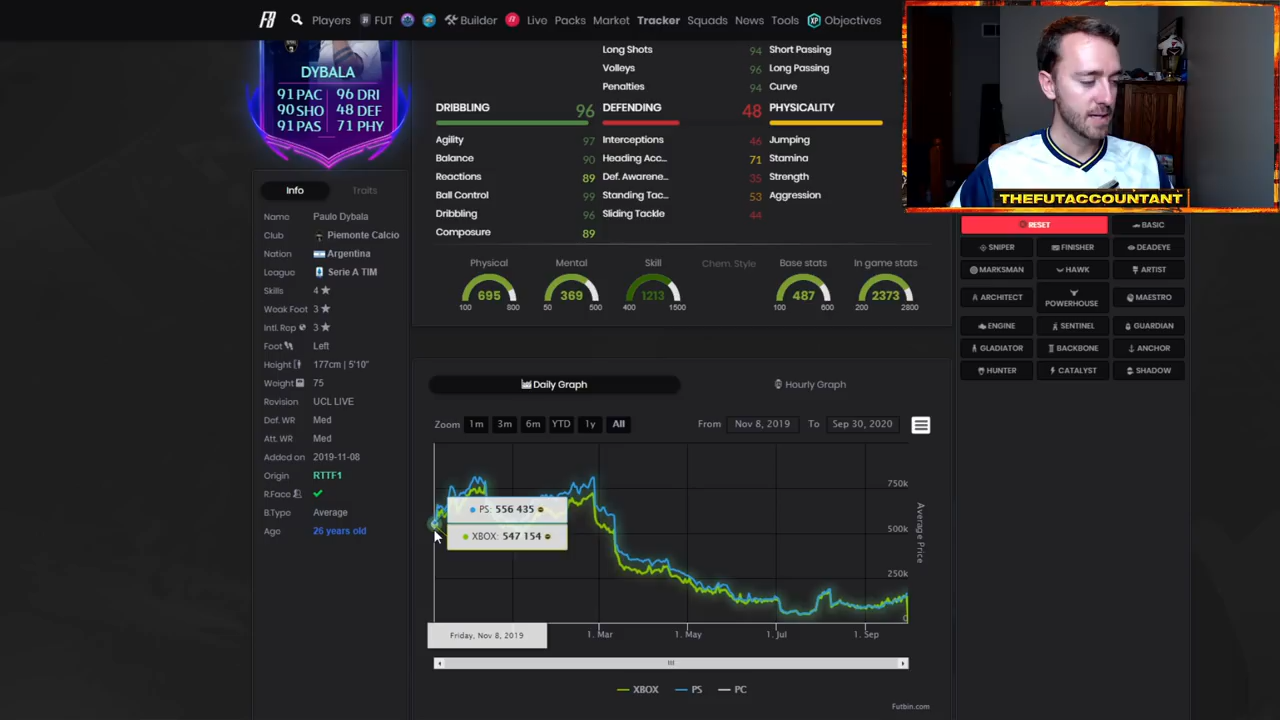 Players FUT Builder Live Packs Market Tracker Squads News Tools XP Objectives
DYBALA
91 PAC 96 DRI
90 SHO 48 DEF
91 PAS 71 PHY
Long Shots 94 Short Passing
Volleys 96 Long Passing
Penalties 94 Curve
DRIBBLING 96 DEFENDING 48 PHYSICALITY
Agility 97 Interceptions 46 Jumping
Balance 90 Heading Acc... 71 Stamina
Reactions 89 Def. Awarene... 35 Strength
Ball Control 99 Standing Tac... 53 Aggression
Dribbling 96 Sliding Tackle 44
Composure 89
THEFUTACCOUNTANT
RESET BASIC
SNIPER FINISHER DEADEYE
MARKSMAN HAWK ARTIST
ARCHITECT POWERHOUSE MAESTRO
ENGINE SENTINEL GUARDIAN
GLADIATOR BACKBONE ANCHOR
HUNTER CATALYST SHADOW
Info Traits
Name Paulo Dybala
Club Piemonte Calcio
Nation Argentina
League Serie A TIM
Skills 4
Weak Foot 3
Intl. Rep 3
Foot Left
Height 177cm | 5'10"
Weight 75
Revision UCL LIVE
Def. WR Med
Att. WR Med
Added on 2019-11-08
Origin RTTF1
R.Face
B.Type Average
Age 26 years old
Physical Mental Skill Chem. Style Base stats In game stats
695 369 1213 487 2373
100 800 50 500 400 1500 100 600 200 2800
Daily Graph Hourly Graph
Zoom 1m 3m 6m YTD 1y All From Nov 8, 2019 To Sep 30, 2020
750k
500k
250k
0
Average Price
PS: 556 435
XBOX: 547 154
Friday, Nov 8, 2019
1. Mar 1. May 1. Jul 1. Sep
XBOX PS PC
Futbin.com